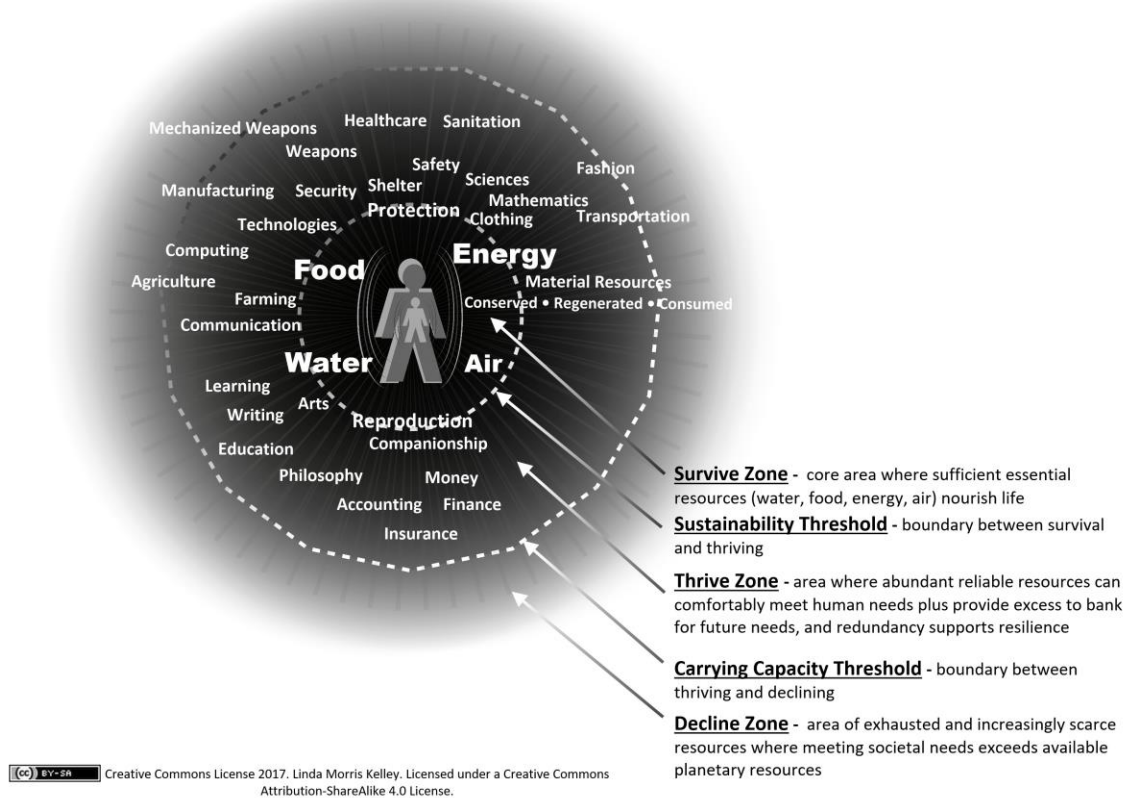 Healthcare
Sanitation
Mechanized Weapons
Weapons
Safety
Fashion
Manufacturing
Security
Shelter
Sciences
Mathematics
Protection
Clothing
Transportation
Technologies
Computing
Food
Energy
Agriculture
Material Resources
Farming
Conserved • Regenerated • Consumed
Communication
Water
Air
Learning
Arts
Writing
Reproduction
Companionship
Education
Philosophy
Money
Accounting
Finance
Insurance
Survive Zone - core area where sufficient essential
resources (water, food, energy, air) nourish life
Sustainability Threshold - boundary between survival
and thriving
Thrive Zone - area where abundant reliable resources can
comfortably meet human needs plus provide excess to bank
for future needs, and redundancy supports resilience
Carrying Capacity Threshold - boundary between
thriving and declining
Decline Zone - area of exhausted and increasingly scarce
resources where meeting societal needs exceeds available
planetary resources
(cc) BY-SA
Creative Commons License 2017. Linda Morris Kelley. Licensed under a Creative Commons
Attribution-ShareAlike 4.0 License.